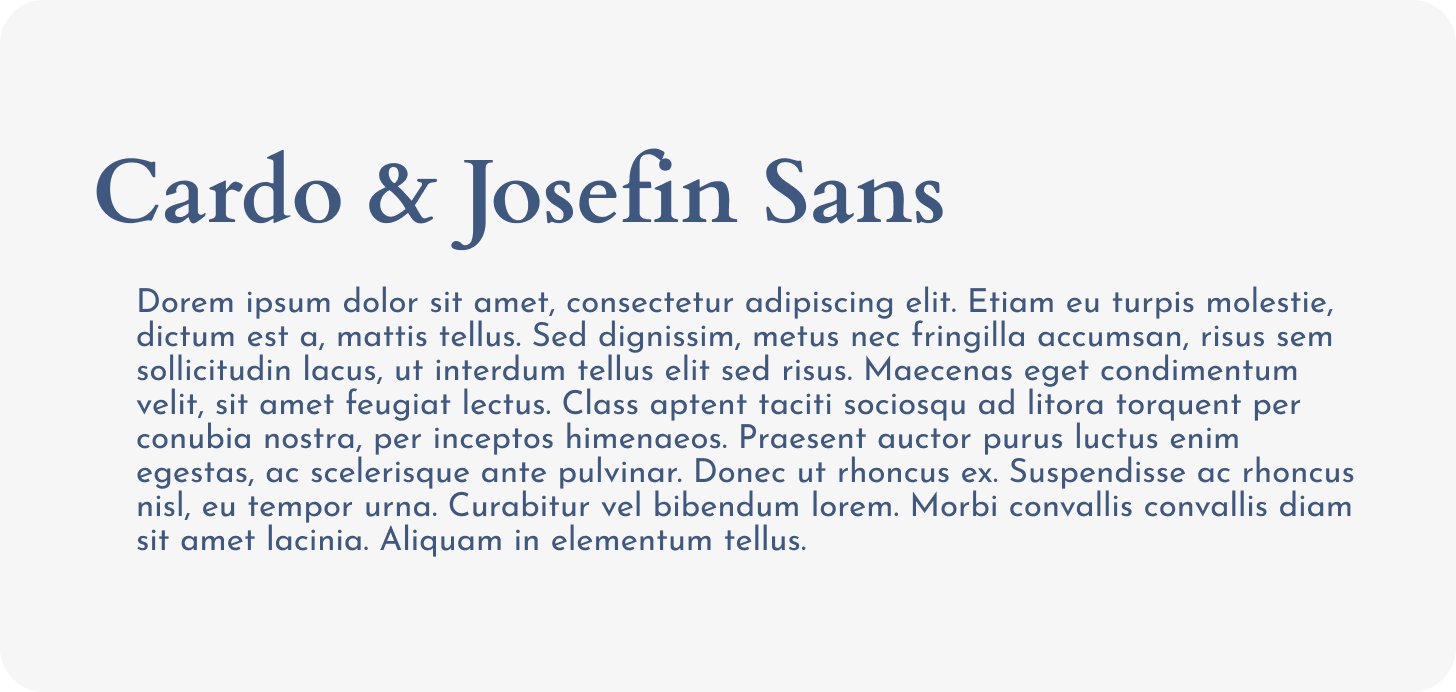 Cardo & Josefin Sans
Dorem ipsum dolor sit amet, consectetur adipiscing elit. Etiam eu turpis molestie,
dictum est a, mattis tellus. Sed dignissim, metus nec fringilla accumsan, risus sem
sollicitudin lacus, ut interdum tellus elit sed risus. Maecenas eget condimentum
velit, sit amet feugiat lectus. Class aptent taciti sociosqu ad litora torquent per
conubia nostra, per inceptos himenaeos. Praesent auctor purus luctus enim
egestas, ac scelerisque ante pulvinar. Donec ut rhoncus ex. Suspendisse ac rhoncus
nisl, eu tempor urna. Curabitur vel bibendum lorem. Morbi convallis convallis diam
sit amet lacinia. Aliquam in elementum tellus.